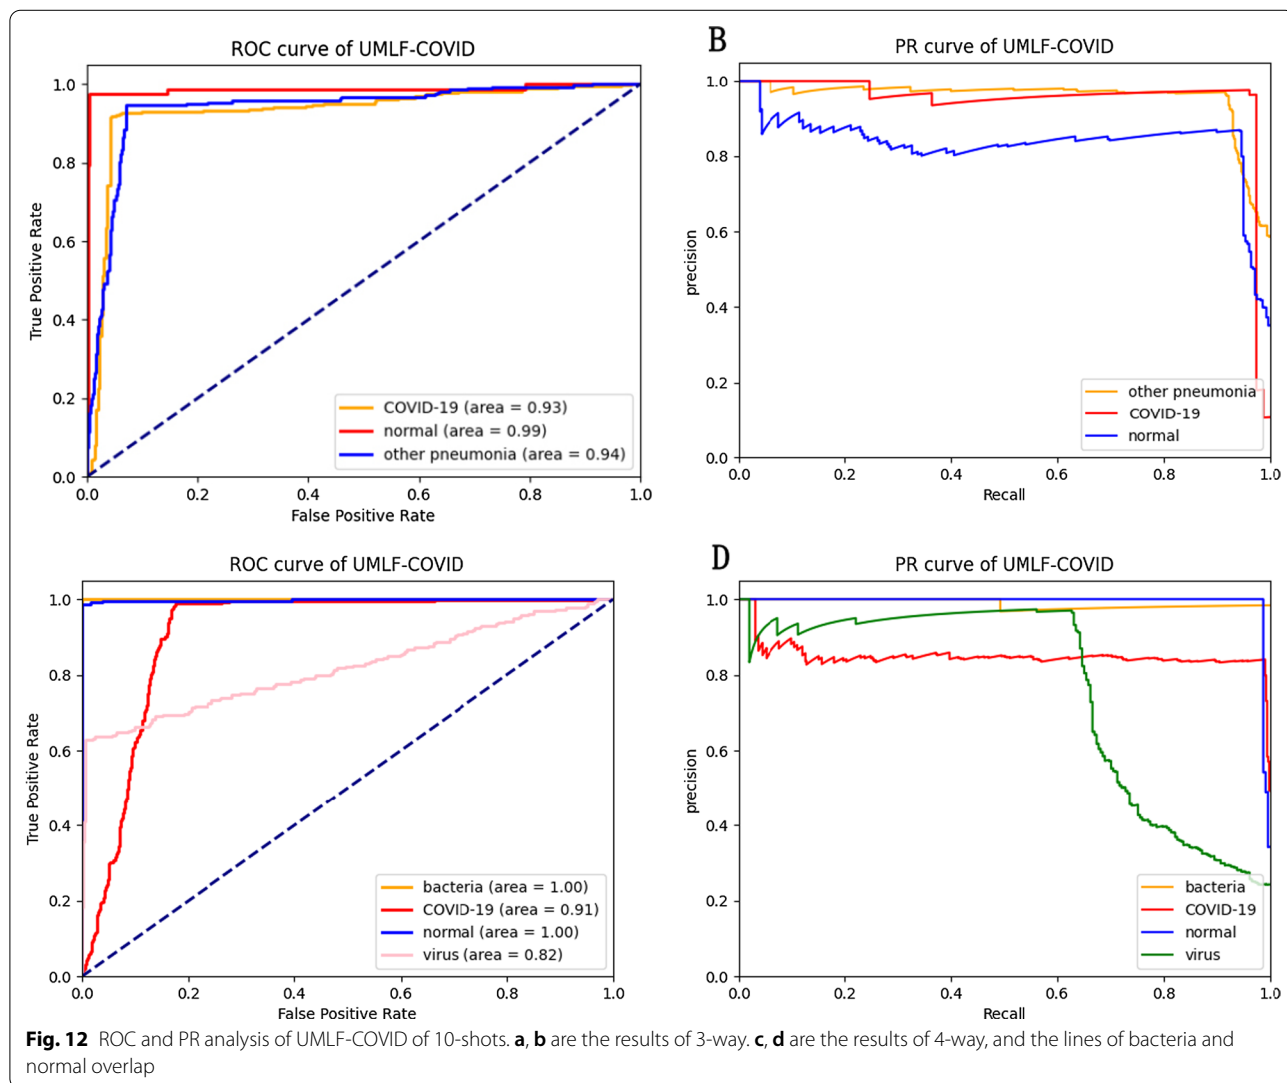 ROC curve of UMLF-COVID
1.0
0.8
0.6
0.4
0.2
0.0
True Positive Rate
COVID-19 (area = 0.93)
normal (area = 0.99)
other pneumonia (area = 0.94)
0.0 0.2 0.4 0.6 0.8 1.0
False Positive Rate
B
PR curve of UMLF-COVID
1.0
0.8
0.6
0.4
0.2
0.0
precision
other pneumonia
COVID-19
normal
0.0 0.2 0.4 0.6 0.8 1.0
Recall
ROC curve of UMLF-COVID
1.0
0.8
0.6
0.4
0.2
0.0
True Positive Rate
bacteria (area = 1.00)
COVID-19 (area = 0.91)
normal (area = 1.00)
virus (area = 0.82)
0.0 0.2 0.4 0.6 0.8 1.0
False Positive Rate
D
PR curve of UMLF-COVID
1.0
0.8
0.6
0.4
0.2
0.0
precision
bacteria
COVID-19
normal
virus
0.0 0.2 0.4 0.6 0.8 1.0
Recall
Fig. 12 ROC and PR analysis of UMLF-COVID of 10-shots. a, b are the results of 3-way. c, d are the results of 4-way, and the lines of bacteria and
normal overlap